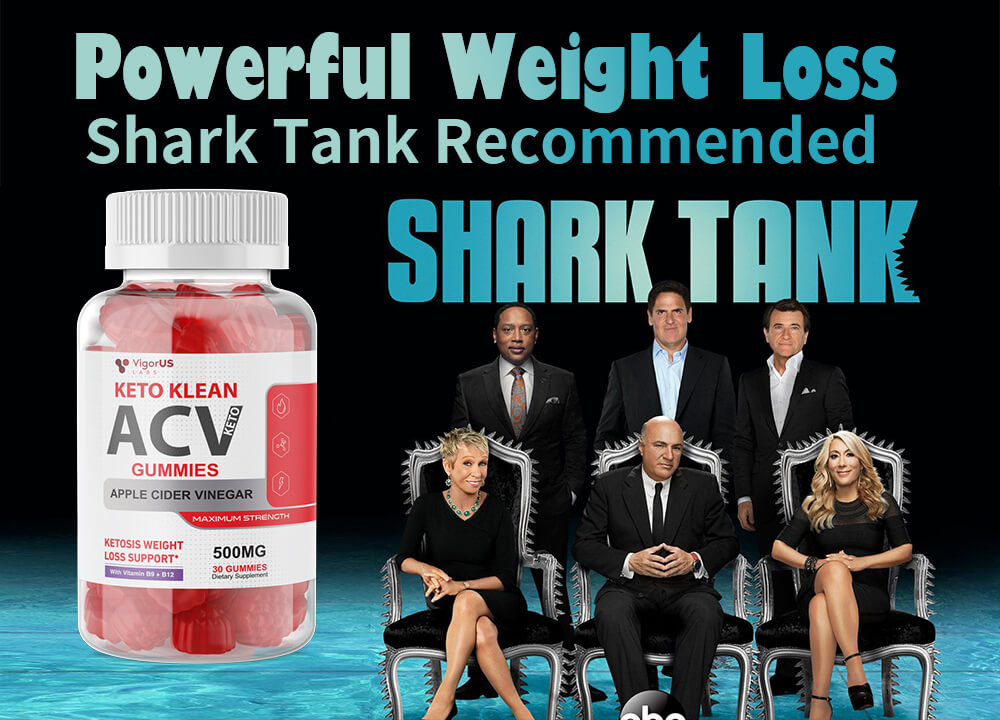 Powerful Weight Loss
Shark Tank Recommended
SHARK TANK
VigorUS
LABS
KETO KLEAN
ACV
KETO
GUMMIES
APPLE CIDER VINEGAR
MAXIMUM STRENGTH
KETOSIS WEIGHT
LOSS SUPPORT*
With Vitamin B9 + B12
500MG
30 GUMMIES
Dietary Supplement
abc